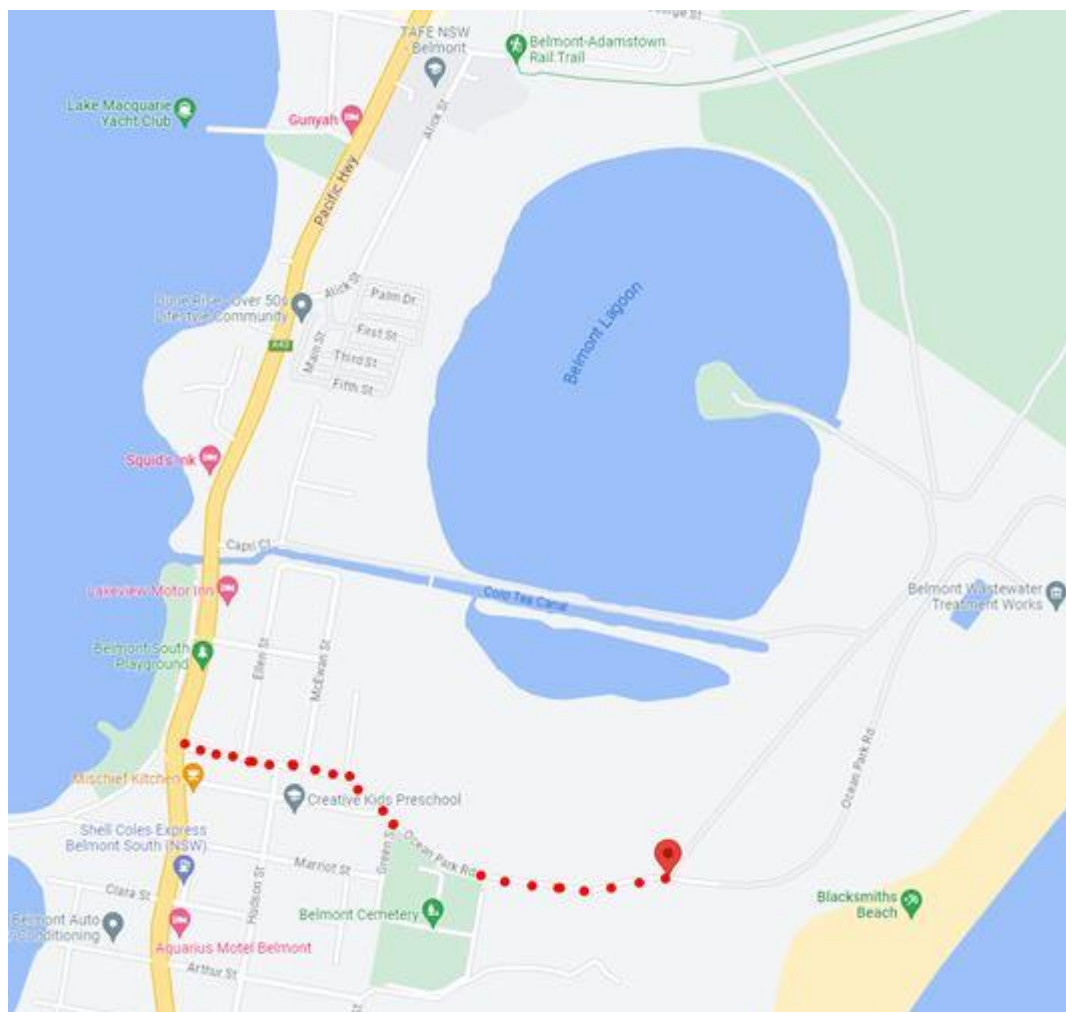 TAFE NSW
- Belmont
Belmont-Adamstown
Rail Trail
Lake Macquarie
Yacht Club
Gunyah
Alick St
Pacific Hwy
Alick St
Palm Dr
Over 50s
Lifestyle Community
First St
Main St
A43
Third St
Fifth St
Belmont Lagoon
Squid's Ink
Capri Cl
Lakeview Motor Inn
Cold Tea Canal
Belmont Wastewater
Treatment Works
Belmont South
Playground
Ellen St
McEwan St
Ocean Park Rd
Mischief Kitchen
Creative Kids Preschool
Shell Coles Express
Belmont South (NSW)
Green S
Ocean Park Rd
Marriot St
Clara St
Hudson St
Blacksmiths
Beach
Belmont Cemetery
Belmont Auto
Conditioning
Aquarius Motel Belmont
Arthur St
St